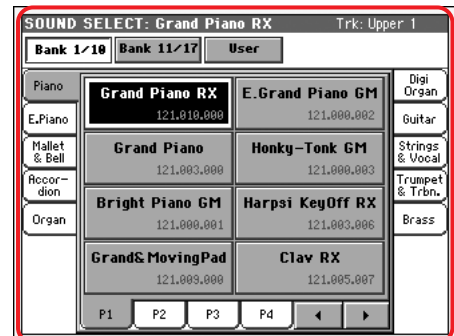 SOUND SELECT: Grand Piano RX Trk: Upper 1
Bank 1/10 Bank 11/17 User
Piano
E.Piano
Mallet
& Bell
Accor-
dion
Organ
Grand Piano RX
121.010.000
E.Grand Piano GM
121.000.002
Grand Piano
121.003.000
Honky-Tonk GM
121.000.003
Bright Piano GM
121.000.001
Harpsi KeyOff RX
121.003.006
Grand&MovingPad
121.009.000
Clav RX
121.005.007
Digi
Organ
Guitar
Strings
& Vocal
Trumpet
& Trbn.
Brass
P1 P2 P3 P4